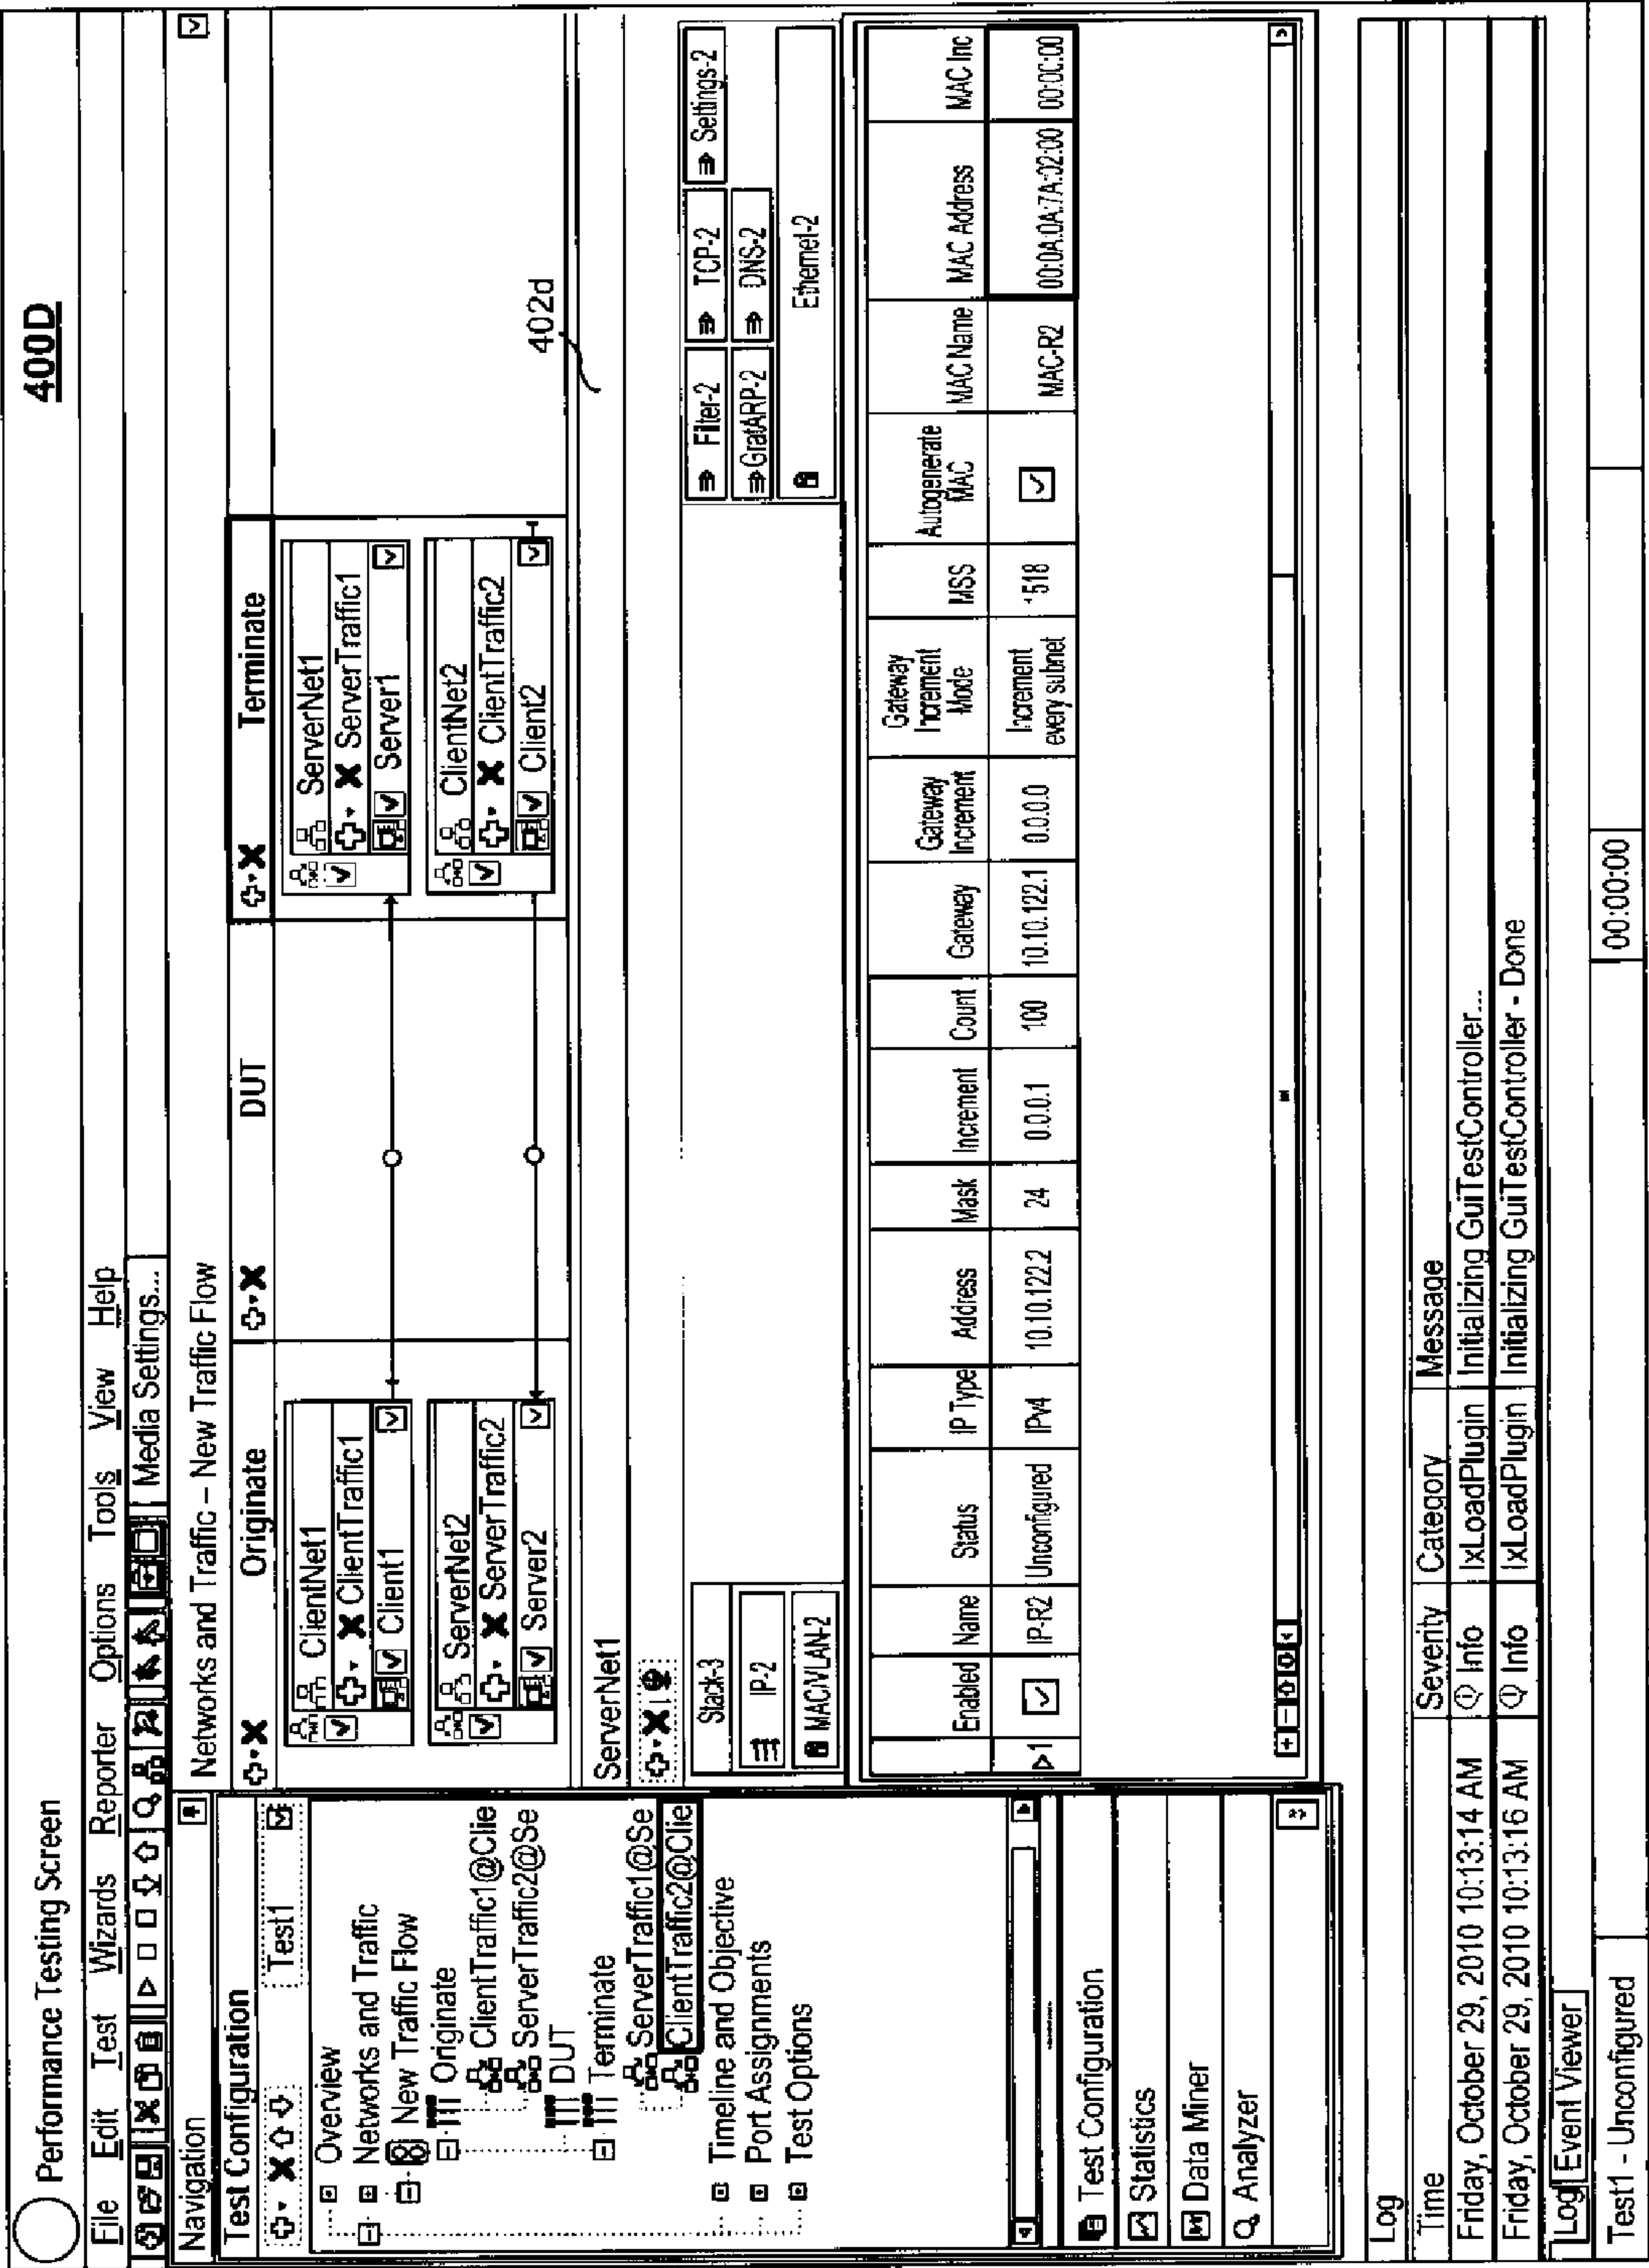 400D
Performance Testing Screen
File Edit Test Wizards Reporter Options Tools View Help
Media Settings...
Navigation
Test Configuration
Test1
Overview
Networks and Traffic
New Traffic Flow
Originate
ClientTraffic1@Clie
ServerTraffic2@Se
DUT
Terminate
ServerTraffic1@Se
ClientTraffic2@Clie
Timeline and Objective
Port Assignments
Test Options
Test Configuration
Statistics
Data Miner
Analyzer
Networks and Traffic – New Traffic Flow
Originate DUT Terminate
ClientNet1
ClientTraffic1
Client1
ServerNet2
ServerTraffic2
Server2
ServerNet1
ServerTraffic1
Server1
ClientNet2
ClientTraffic2
Client2
402d
ServerNet1
Stack-3
IP-2
MAC/VLAN-2
Filter-2 TCP-2 Settings-2
GratARP-2 DNS-2
Ethernet-2
Enabled Name Status IP Type Address Mask Increment Count Gateway Gateway Increment Gateway Increment Mode MSS Autogenerate MAC MAC Name MAC Address MAC Inc
1 IP-R2 Unconfigured IPv4 10.10.122.2 24 0.0.0.1 100 10.10.122.1 0.0.0.0 Increment every subnet 1518 MAC-R2 00:0A:0A:7A:02:00 00:0C:00
Log
Time Severity Category Message
Friday, October 29, 2010 10:13:14 AM Info IxLoadPlugin Initializing GuiTestController...
Friday, October 29, 2010 10:13:16 AM Info IxLoadPlugin Initializing GuiTestController - Done
Log Event Viewer
Test1 - Unconfigured 00:00:00